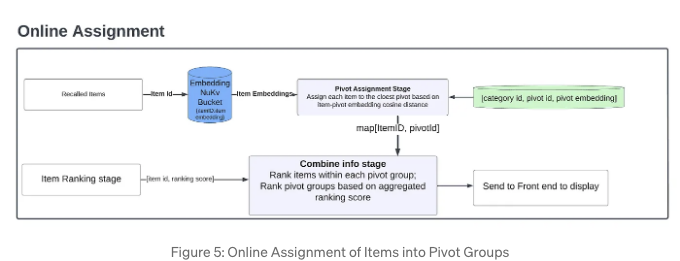 Online Assignment
Recalled Items
Item Id
Embedding
NuKv
Bucket
(itemID:item
embedding)
Item Embeddings
Pivot Assignment Stage
Assign each item to the cloest pivot based on
item-pivot embedding cosine distance
[category id, pivot id, pivot embedding]
map[ItemID, pivotId]
Item Ranking stage
[item id, ranking score]
Combine info stage
Rank items within each pivot group;
Rank pivot groups based on aggregated
ranking score
Send to Front end to display
Figure 5: Online Assignment of Items into Pivot Groups